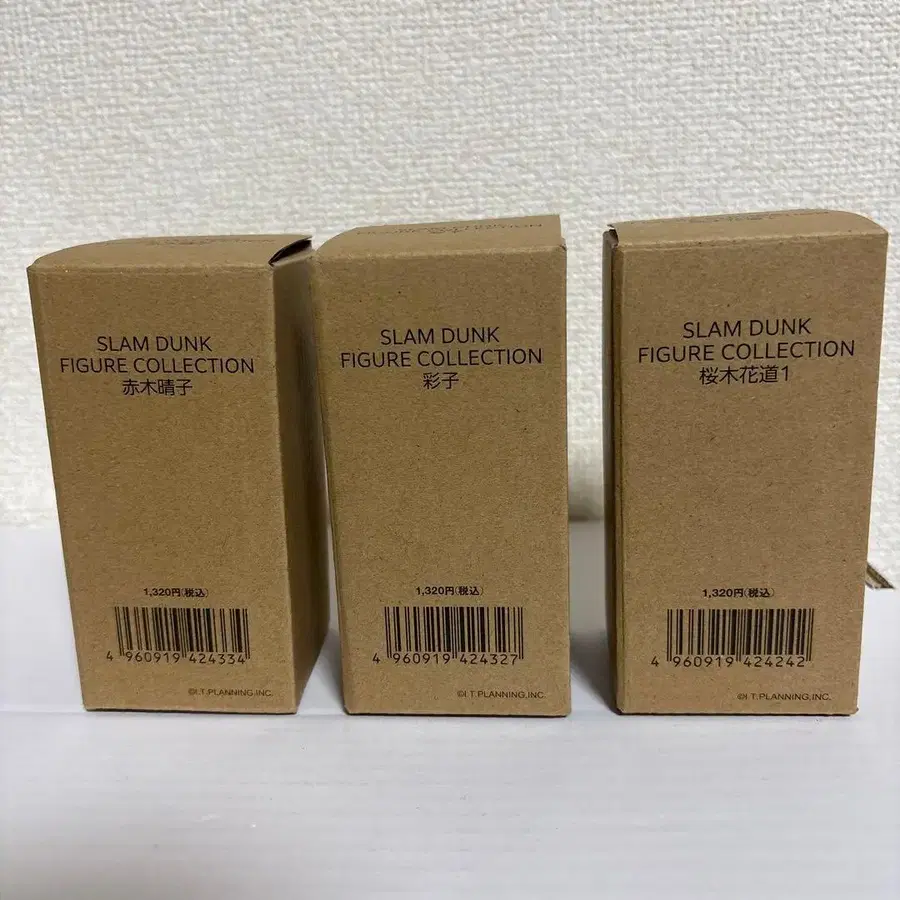 SLAM DUNK
FIGURE COLLECTION
赤木晴子
1,320円(税込)
4 960919 424334
©I.T.PLANNING,INC.
SLAM DUNK
FIGURE COLLECTION
彩子
1,320円(税込)
4 960919 424327
©I.T.PLANNING,INC.
SLAM DUNK
FIGURE COLLECTION
桜木花道1
1,320円(税込)
4 960919 424242
©I.T.PLANNING,INC.